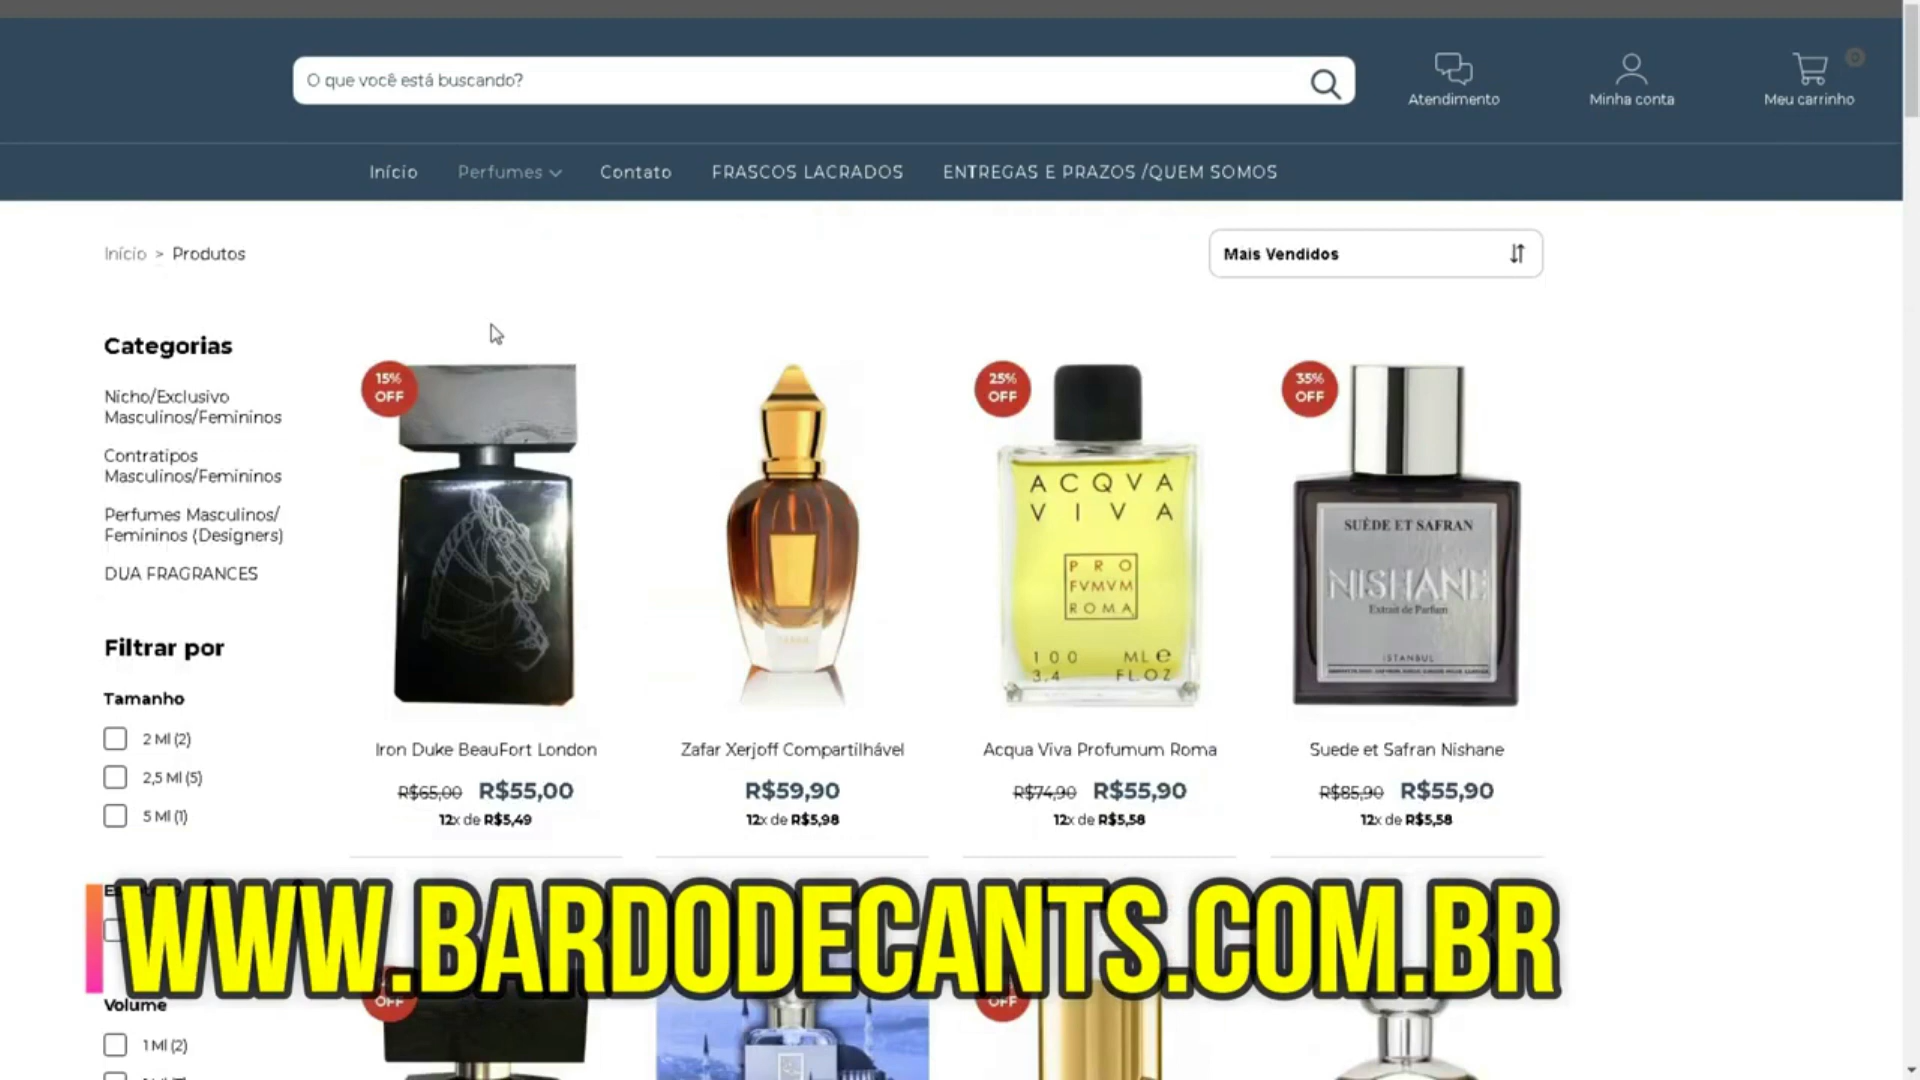 O que você está buscando?
Atendimento
Minha conta
Meu carrinho
Início
Perfumes
Contato
FRASCOS LACRADOS
ENTREGAS E PRAZOS /QUEM SOMOS
Início > Produtos
Mais Vendidos
Categorias
Nicho/Exclusivo
Masculinos/Femininos
Contratipos
Masculinos/Femininos
Perfumes Masculinos/
Femininos (Designers)
DUA FRAGRANCES
Filtrar por
Tamanho
2 Ml (2)
2,5 Ml (5)
5 Ml (1)
15%
OFF
Iron Duke BeauFort London
R$65,00 R$55,00
12x de R$5,49
Zafar Xerjoff Compartilhável
R$59,90
12x de R$5,98
25%
OFF
ACQVA
VIVA
PRO
FVMVM
ROMA
100 ML e
3.4 FL.OZ
Acqua Viva Profumum Roma
R$74,90 R$55,90
12x de R$5,58
35%
OFF
SUÈDE ET SAFRAN
NISHANE
Extrait de Parfum
ISTANBUL
Suede et Safran Nishane
R$85,90 R$55,90
12x de R$5,58
WWW.BARDODECANTS.COM.BR
Volume
1 Ml (2)
OFF
OFF